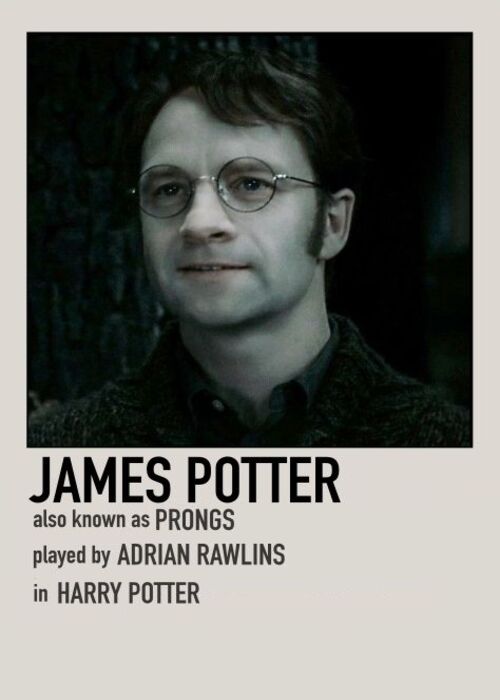 JAMES POTTER
also known as PRONGS
played by ADRIAN RAWLINS
in HARRY POTTER